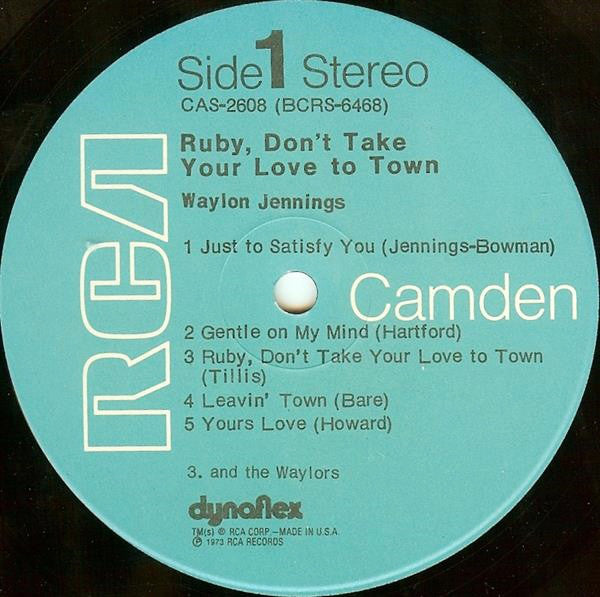 Side 1 Stereo
CAS-2608 (BCRS-6468)
Ruby, Don't Take
Your Love to Town
Waylon Jennings
1 Just to Satisfy You (Jennings-Bowman)
RCA
Camden
2 Gentle on My Mind (Hartford)
3 Ruby, Don't Take Your Love to Town
(Tillis)
4 Leavin' Town (Bare)
5 Yours Love (Howard)
3. and the Waylors
dynaflex
TM(s) ® RCA CORP.—MADE IN U.S.A.
℗ 1973 RCA RECORDS